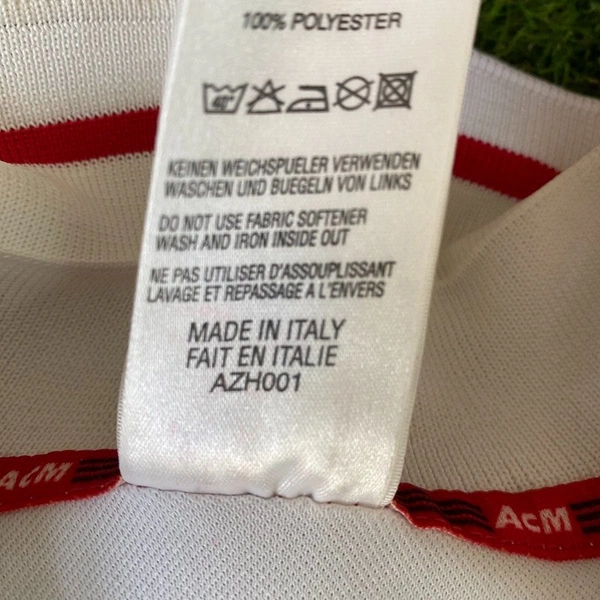 100% POLYESTER
40°
KEINEN WEICHSPUELER VERWENDEN
WASCHEN UND BUEGELN VON LINKS
DO NOT USE FABRIC SOFTENER
WASH AND IRON INSIDE OUT
NE PAS UTILISER D'ASSOUPLISSANT
LAVAGE ET REPASSAGE A L'ENVERS
MADE IN ITALY
FAIT EN ITALIE
AZH001
AcM
AcM